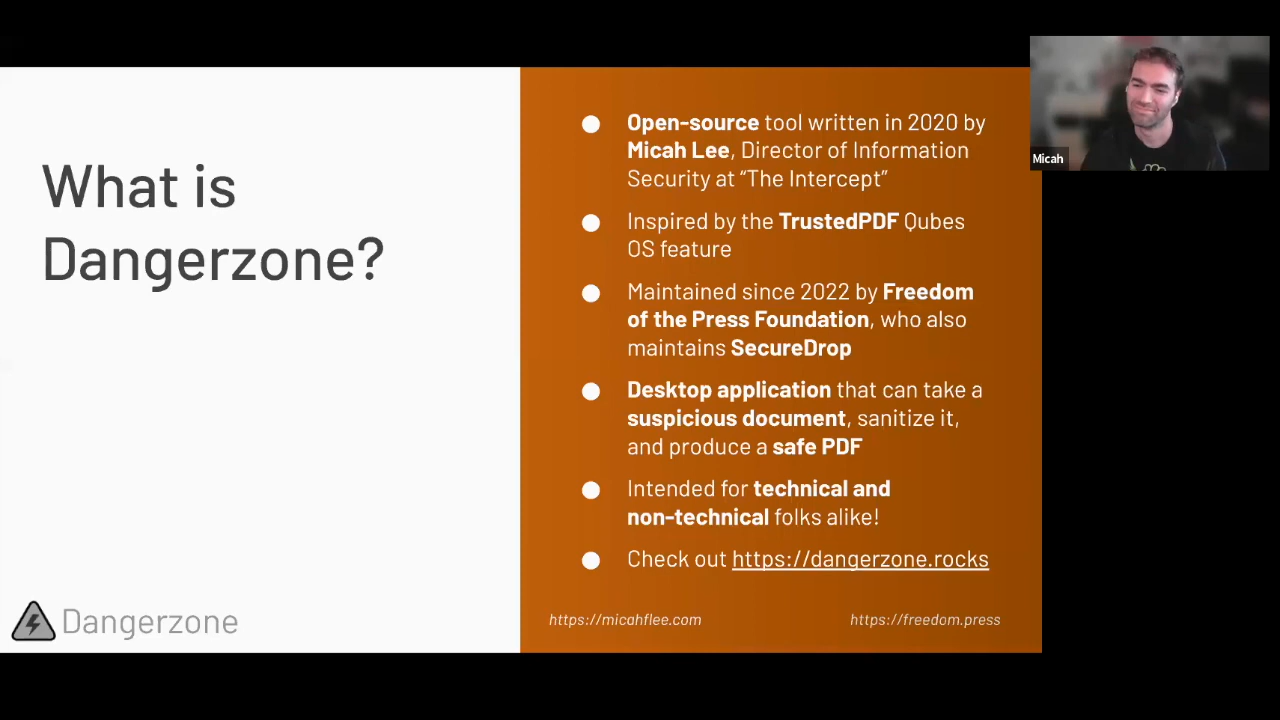 What is
Dangerzone?
Open-source tool written in 2020 by
Micah Lee, Director of Information
Security at “The Intercept”
Inspired by the TrustedPDF Qubes
OS feature
Maintained since 2022 by Freedom
of the Press Foundation, who also
maintains SecureDrop
Desktop application that can take a
suspicious document, sanitize it,
and produce a safe PDF
Intended for technical and
non-technical folks alike!
Check out https://dangerzone.rocks
https://micahflee.com
https://freedom.press
Dangerzone
Micah